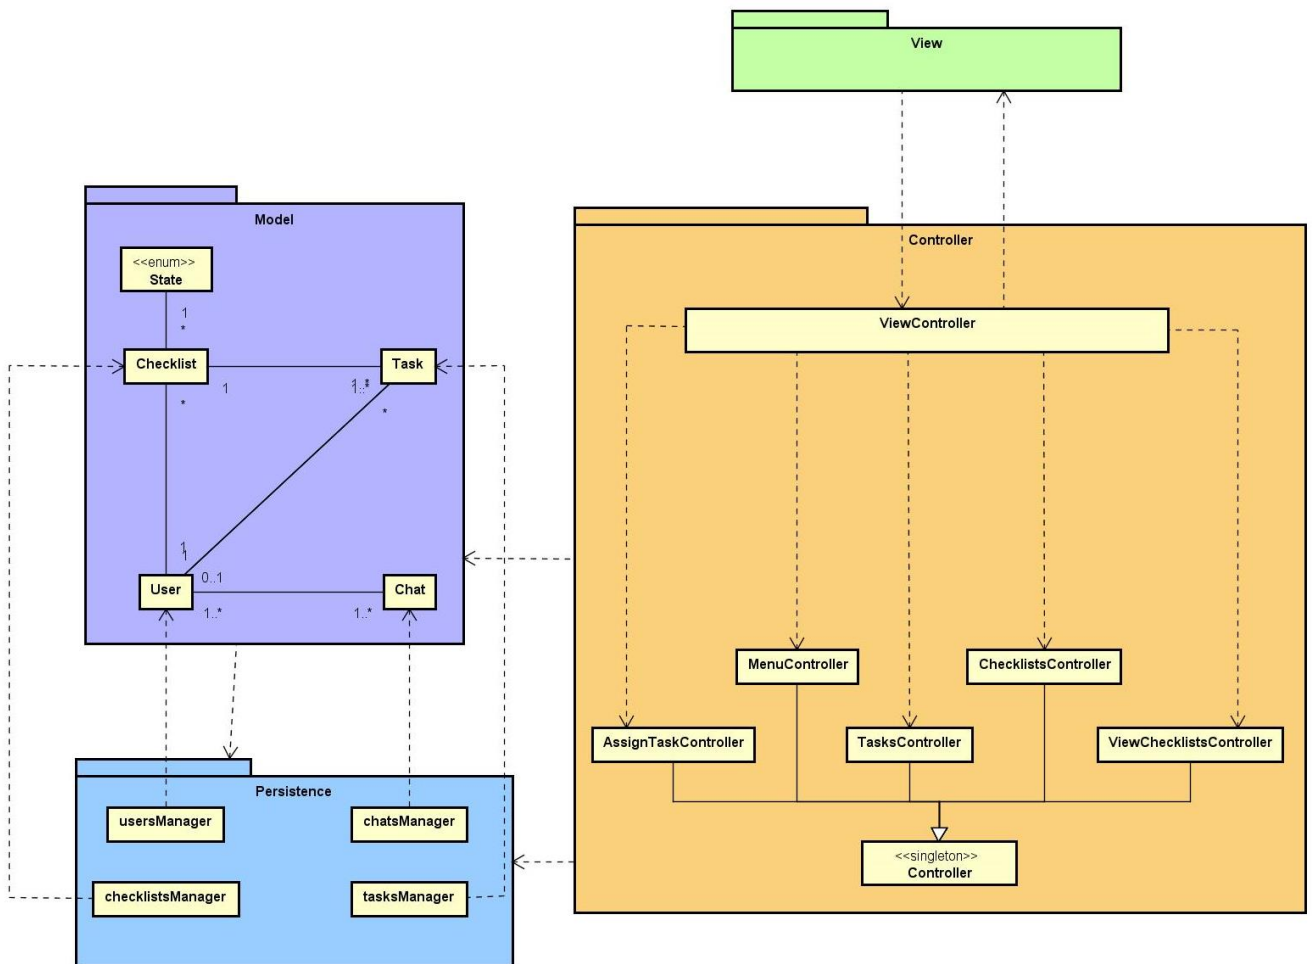 View
Model
Controller
<<enum>>
State
1
*
ViewController
Checklist
Task
1
1..*
*
*
1
1
User
0..1
Chat
1..*
1..*
MenuController
ChecklistsController
AssignTaskController
TasksController
ViewChecklistsController
Persistence
usersManager
chatsManager
<<singleton>>
Controller
checklistsManager
tasksManager